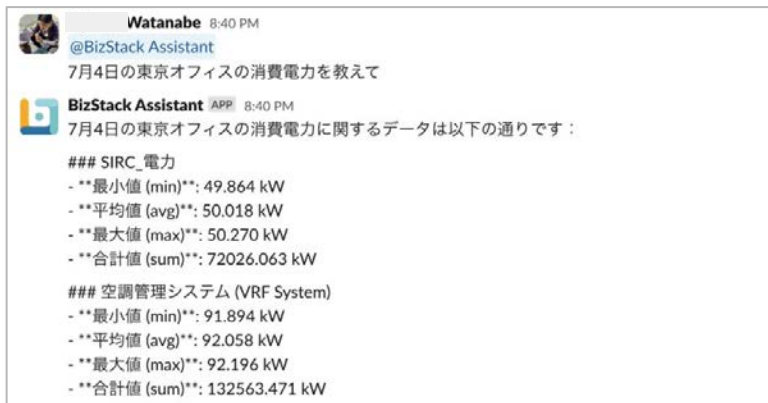 Watanabe 8:40 PM
@BizStack Assistant
7月4日の東京オフィスの消費電力を教えて
BizStack Assistant APP 8:40 PM
7月4日の東京オフィスの消費電力に関するデータは以下の通りです：
### SIRC_電力
- **最小値 (min)**: 49.864 kW
- **平均値 (avg)**: 50.018 kW
- **最大値 (max)**: 50.270 kW
- **合計値 (sum)**: 72026.063 kW
### 空調管理システム (VRF System)
- **最小値 (min)**: 91.894 kW
- **平均値 (avg)**: 92.058 kW
- **最大値 (max)**: 92.196 kW
- **合計値 (sum)**: 132563.471 kW